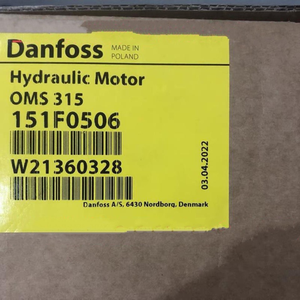 Danfoss MADE IN
POLAND
Hydraulic Motor
OMS 315
151F0506
W21360328
03.04.2022
Danfoss A/S, 6430 Nordborg, Denmark